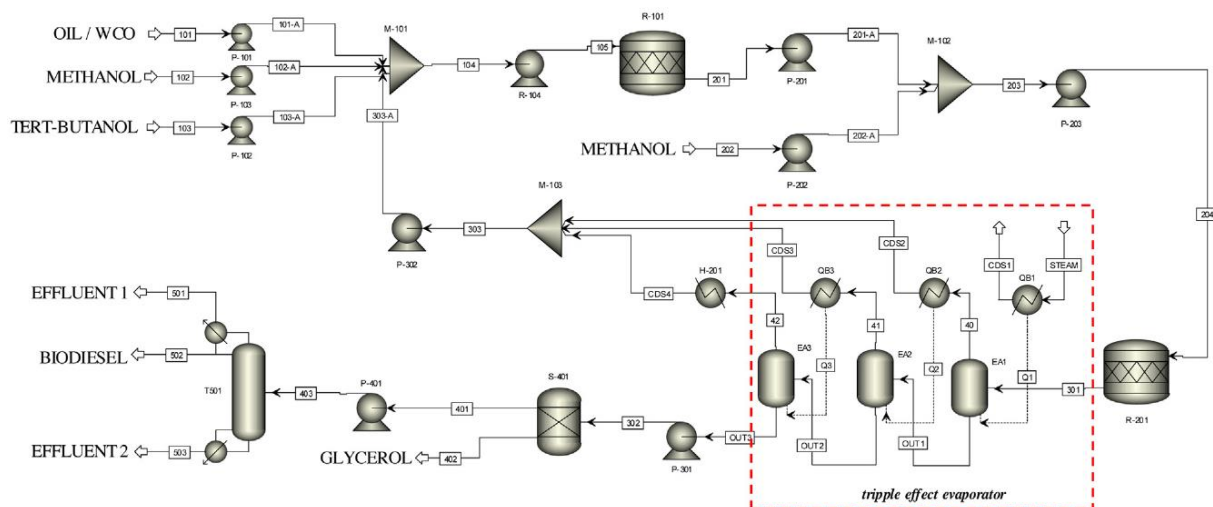 OIL / WCO
101
P-101
101-A
METHANOL
102
P-103
102-A
TERT-BUTANOL
103
P-102
103-A
303-A
M-101
104
R-104
105
R-101
201
P-201
201-A
METHANOL
202
P-202
202-A
M-102
203
P-203
204
M-103
303
P-302
CDS4
H-201
CDS3
CDS2
CDS1
STEAM
QB3
QB2
QB1
42
41
40
EA3
EA2
EA1
Q3
Q2
Q1
301
R-201
OUT3
OUT2
OUT1
tripple effect evaporator
EFFLUENT 1
501
BIODIESEL
502
T501
EFFLUENT 2
503
403
P-401
401
S-401
302
P-301
GLYCEROL
402